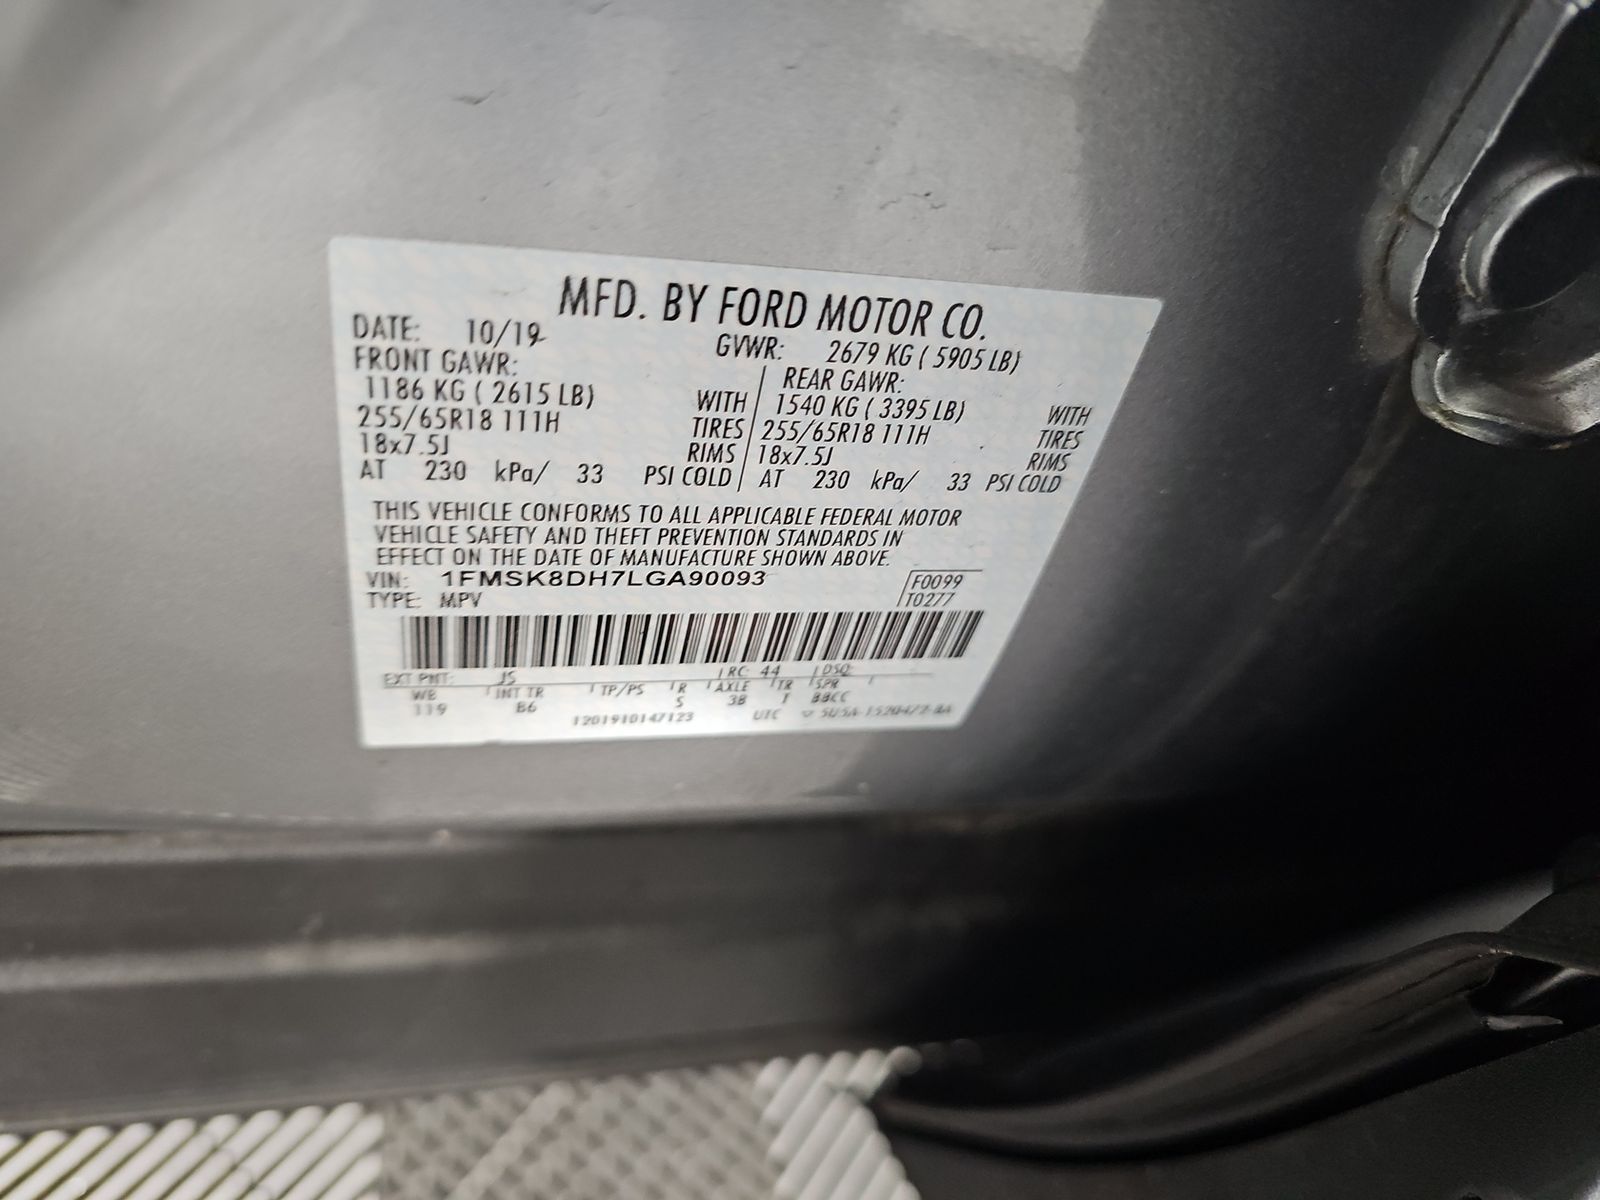 MFD. BY FORD MOTOR CO.
DATE: 10/19 GVWR: 2679 KG ( 5905 LB)
FRONT GAWR: REAR GAWR:
1186 KG ( 2615 LB) WITH 1540 KG ( 3395 LB) WITH
255/65R18 111H TIRES 255/65R18 111H TIRES
18x7.5J RIMS 18x7.5J RIMS
AT 230 kPa/ 33 PSI COLD AT 230 kPa/ 33 PSI COLD
THIS VEHICLE CONFORMS TO ALL APPLICABLE FEDERAL MOTOR
VEHICLE SAFETY AND THEFT PREVENTION STANDARDS IN
EFFECT ON THE DATE OF MANUFACTURE SHOWN ABOVE.
VIN: 1FMSK8DH7LGA90093 F0099
TYPE: MPV T0277
EXT PNT: JS RC: 44 DSO:
WB INT TR TP/PS R AXLE TR SPR
119 B6 S 3B T BBCC
1201910147123 UTC